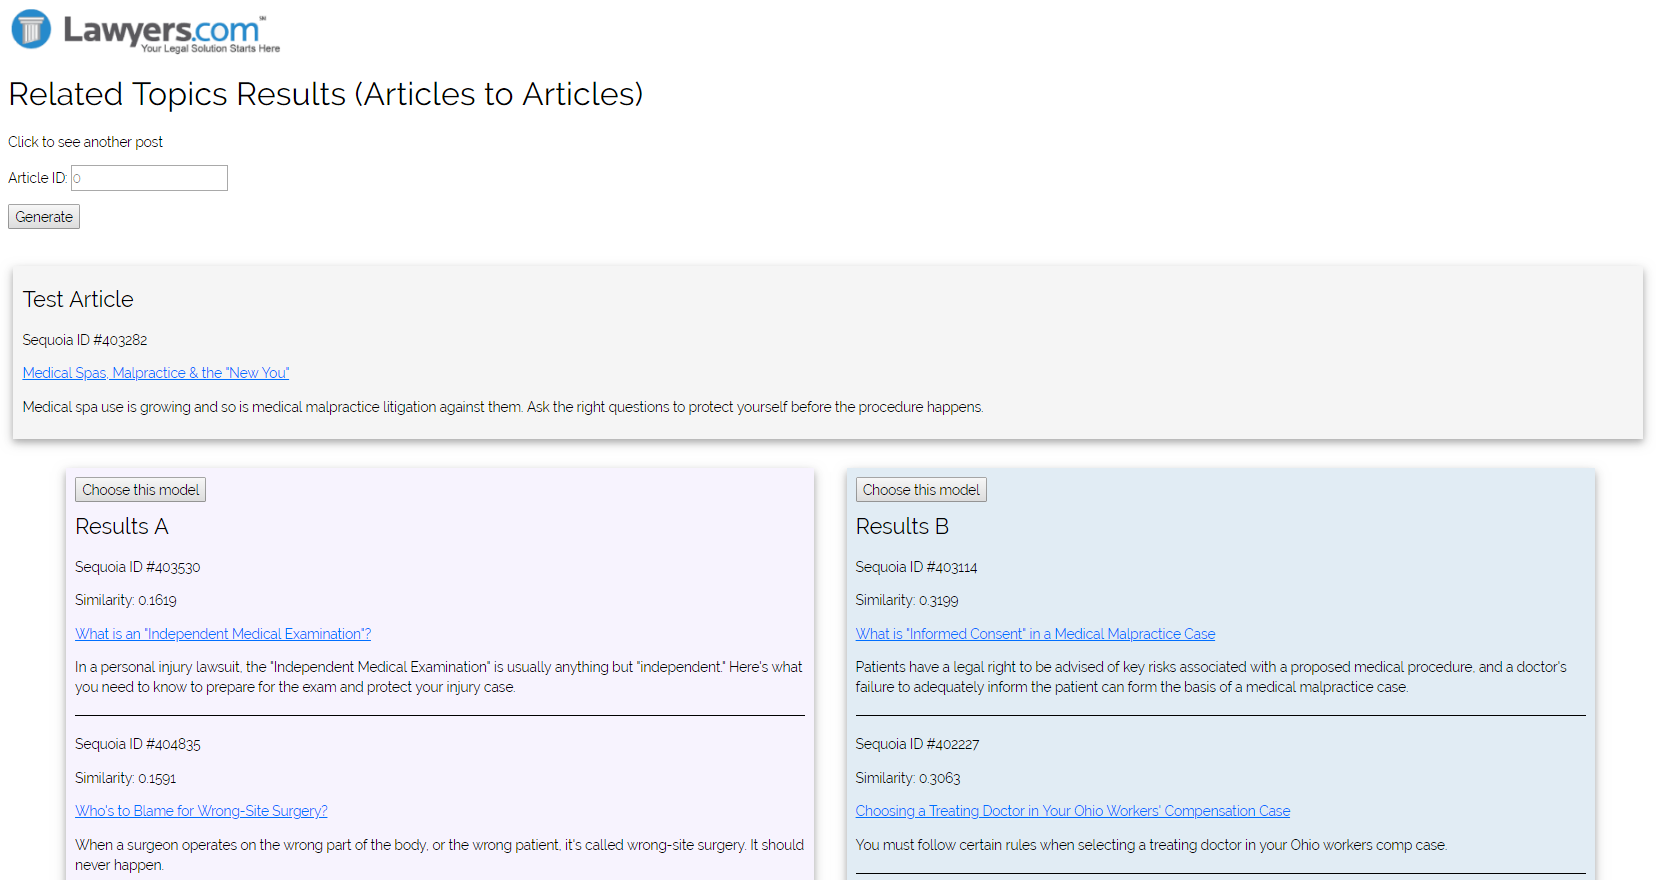 Lawyers.com℠
Your Legal Solution Starts Here
Related Topics Results (Articles to Articles)
Click to see another post
Article ID: 0
Generate
Test Article
Sequoia ID #403282
Medical Spas, Malpractice & the "New You"
Medical spa use is growing and so is medical malpractice litigation against them. Ask the right questions to protect yourself before the procedure happens.
Choose this model
Results A
Sequoia ID #403530
Similarity: 0.1619
What is an "Independent Medical Examination"?
In a personal injury lawsuit, the "Independent Medical Examination" is usually anything but "independent." Here's what
you need to know to prepare for the exam and protect your injury case.
Sequoia ID #404835
Similarity: 0.1591
Who's to Blame for Wrong-Site Surgery?
When a surgeon operates on the wrong part of the body, or the wrong patient, it's called wrong-site surgery. It should
never happen.
Choose this model
Results B
Sequoia ID #403114
Similarity: 0.3199
What is "Informed Consent" in a Medical Malpractice Case
Patients have a legal right to be advised of key risks associated with a proposed medical procedure, and a doctor's
failure to adequately inform the patient can form the basis of a medical malpractice case.
Sequoia ID #402227
Similarity: 0.3063
Choosing a Treating Doctor in Your Ohio Workers' Compensation Case
You must follow certain rules when selecting a treating doctor in your Ohio workers comp case.